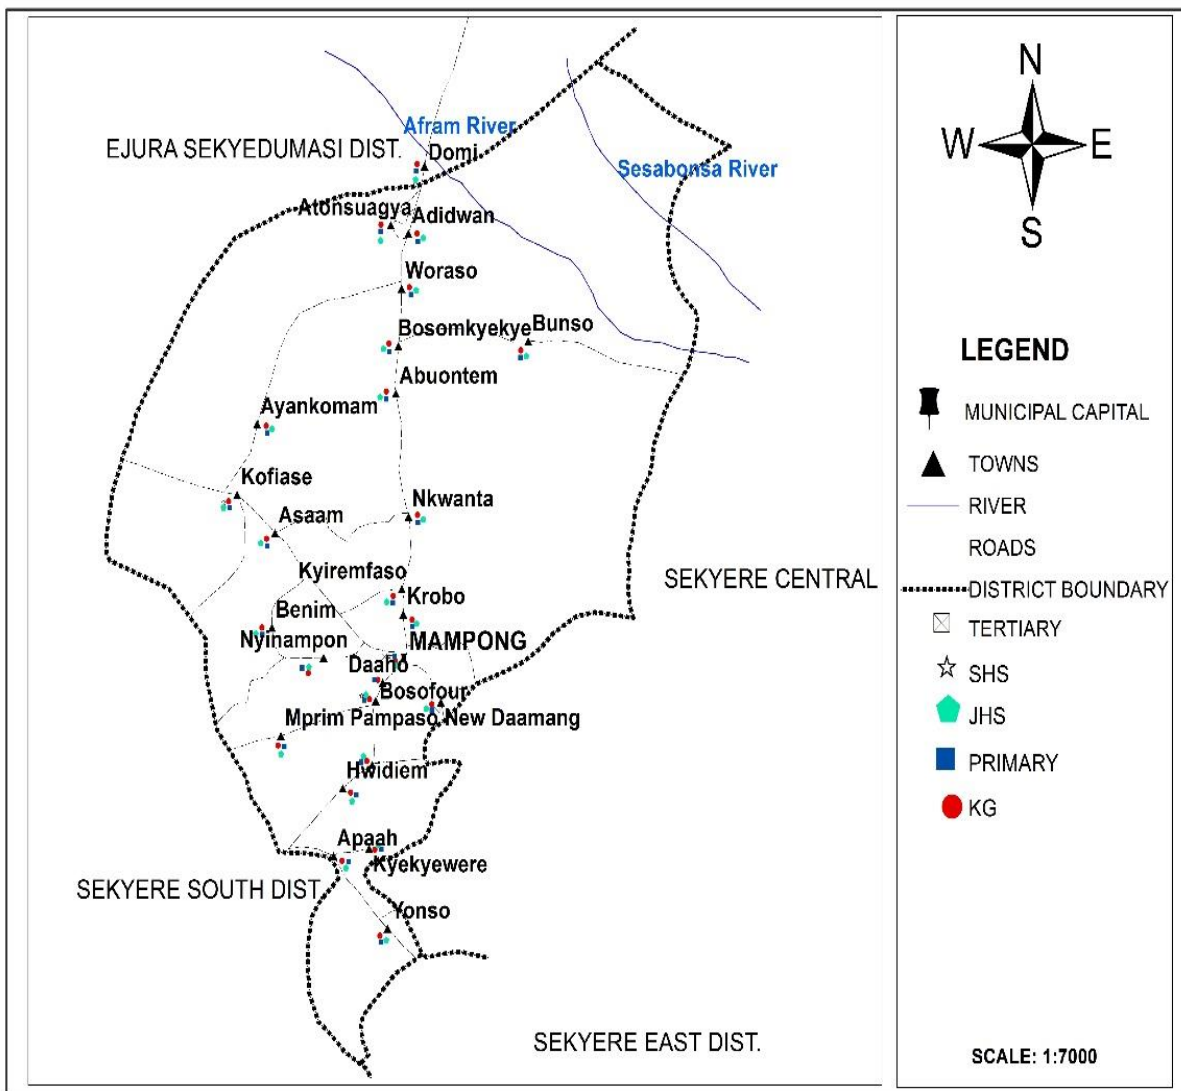 Afram River
EJURA SEKYEDUMASI DIST.
Domi
Sesabonsa River
Atonsuagya
Adidwan
Woraso
Bosomkyekye
Bunso
Abuontem
Ayankomam
Kofiase
Asaam
Nkwanta
Kyiremfaso
SEKYERE CENTRAL
Krobo
Benim
Nyinampon
MAMPONG
Daaho
Bosofour
Mprim Pampaso New Daamang
Hwidiem
Apaah
Kyekyewere
SEKYERE SOUTH DIST.
Yonso
SEKYERE EAST DIST.
N
W
E
S
LEGEND
MUNICIPAL CAPITAL
TOWNS
RIVER
ROADS
DISTRICT BOUNDARY
TERTIARY
SHS
JHS
PRIMARY
KG
SCALE: 1:7000